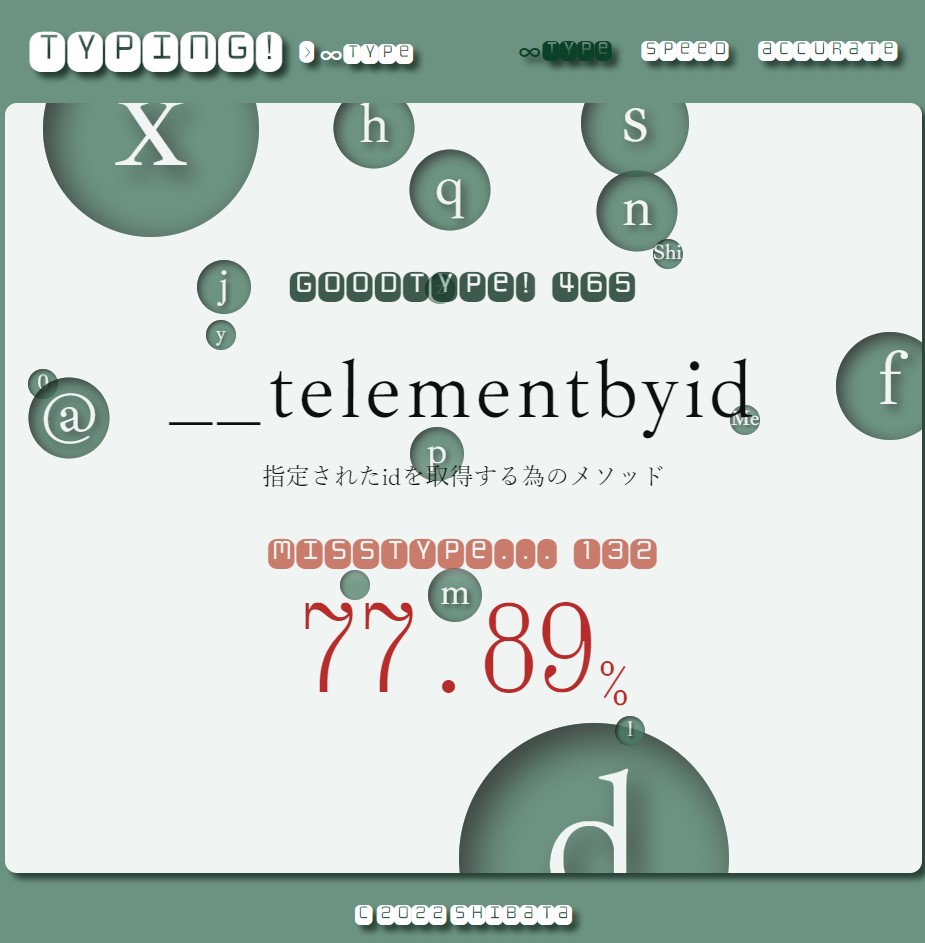 TYPING! > ∞TYPE ∞TYPE SPEED ACCURATE
x h s
q
n
Shi
j GOODTYPE! 465
y
__telementbyid f
0
@ Me
p
指定されたidを取得する為のメソッド
MISSTYPE... 132
m
77.89%
l
d
C 2022 SHIBATA